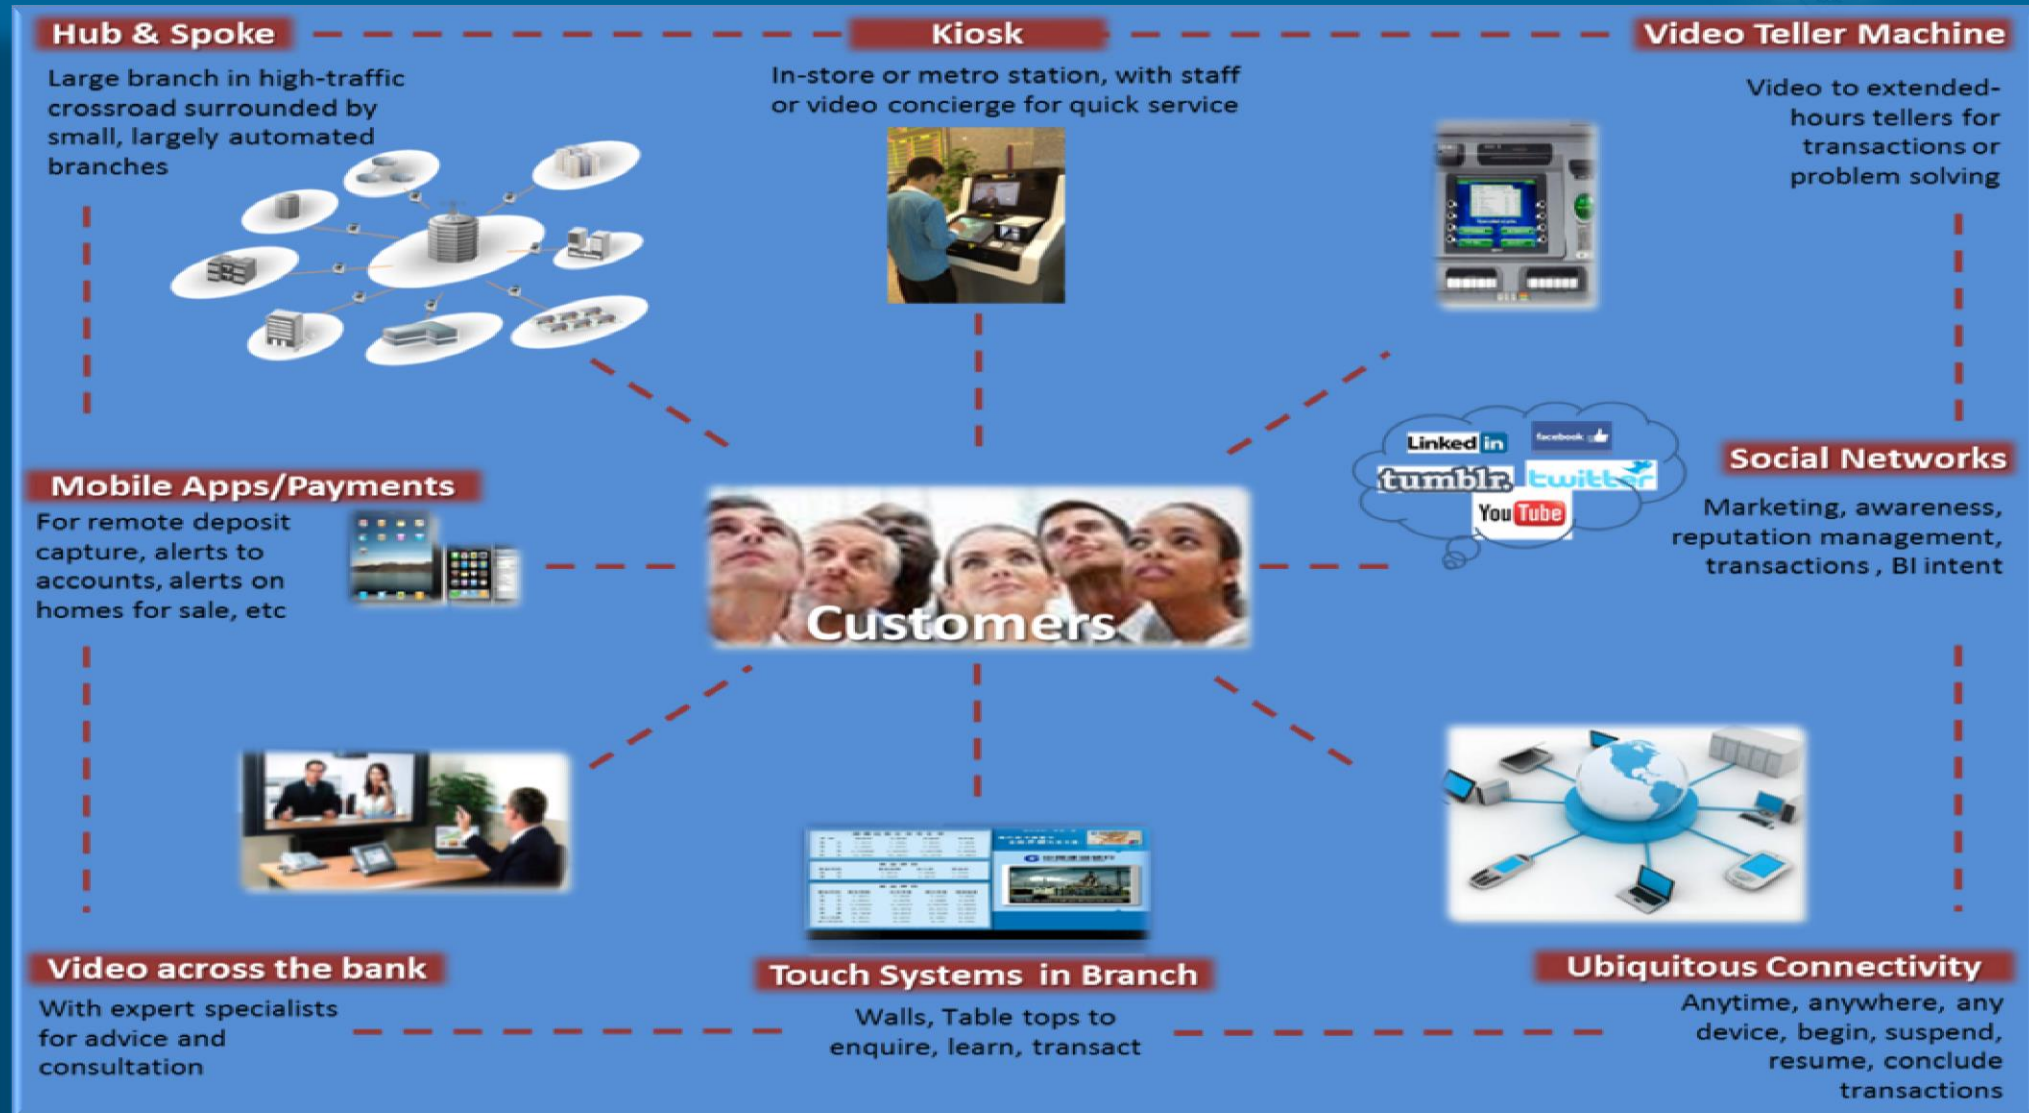 Hub & Spoke
Large branch in high-traffic
crossroad surrounded by
small, largely automated
branches
Kiosk
In-store or metro station, with staff
or video concierge for quick service
Video Teller Machine
Video to extended-
hours tellers for
transactions or
problem solving
Mobile Apps/Payments
For remote deposit
capture, alerts to
accounts, alerts on
homes for sale, etc
Customers
Linked in
facebook
tumblr.
twitter
YouTube
Social Networks
Marketing, awareness,
reputation management,
transactions , BI intent
Video across the bank
With expert specialists
for advice and
consultation
Touch Systems in Branch
Walls, Table tops to
enquire, learn, transact
Ubiquitous Connectivity
Anytime, anywhere, any
device, begin, suspend,
resume, conclude
transactions